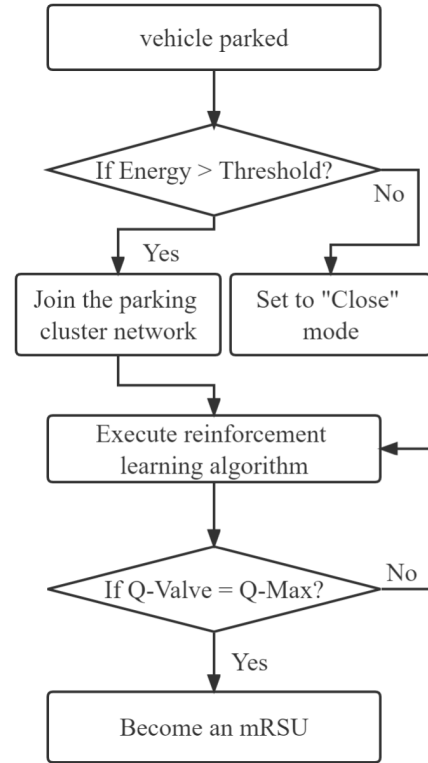 vehicle parked
If Energy > Threshold?
No
Yes
Join the parking
cluster network
Set to "Close"
mode
Execute reinforcement
learning algorithm
If Q-Valve = Q-Max?
No
Yes
Become an mRSU